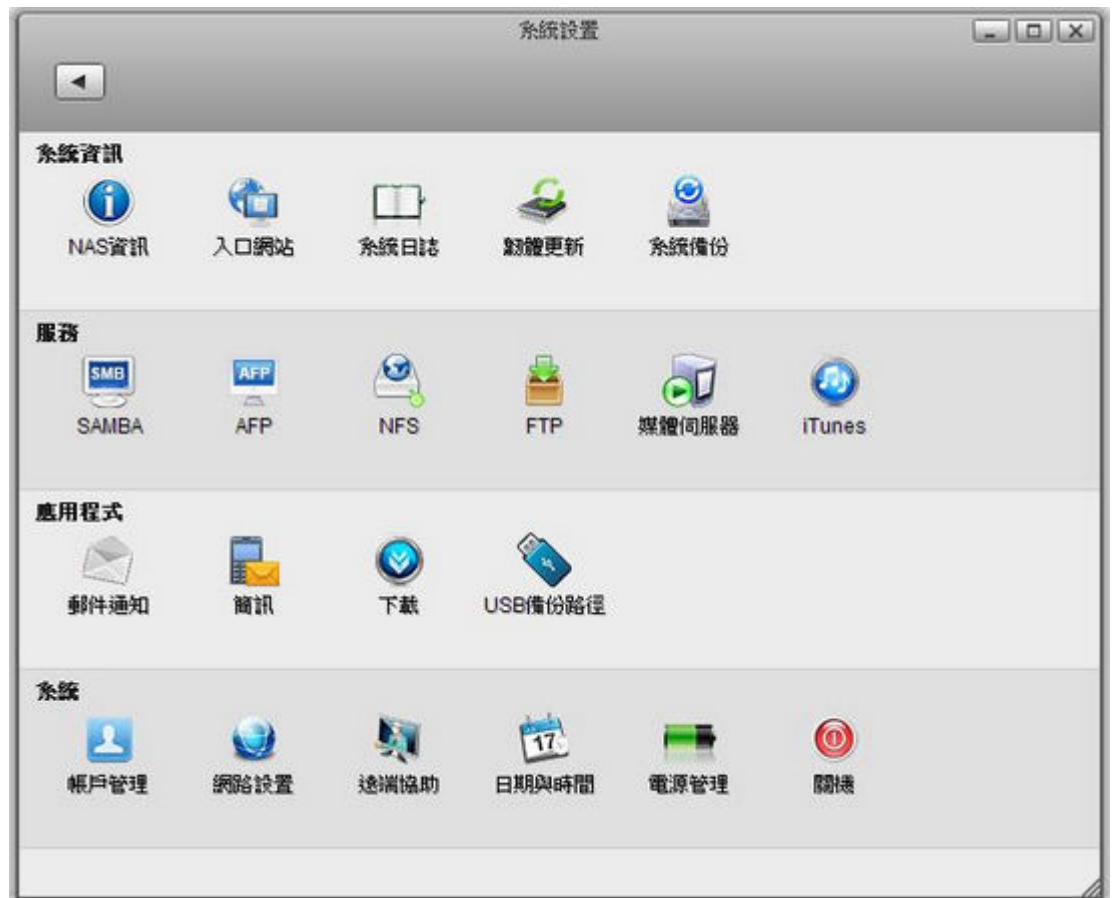 系統設置
系統資訊
NAS資訊 入口網站 系統日誌 韌體更新 系統備份
服務
SMB AFP
SAMBA AFP NFS FTP 媒體伺服器 iTunes
應用程式
郵件通知 簡訊 下載 USB備份路徑
系統
17
帳戶管理 網路設置 遠端協助 日期與時間 電源管理 關機